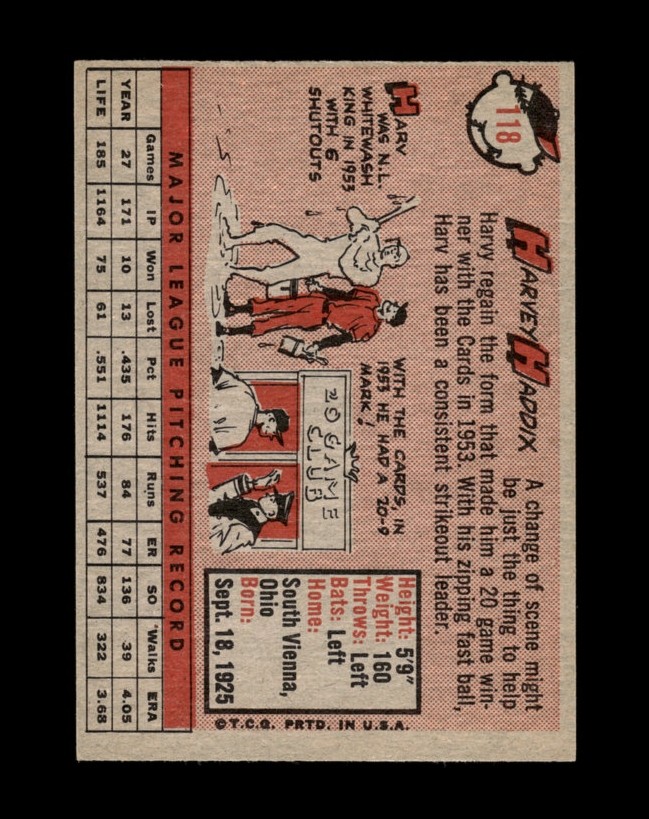 118
HARVEY HADDIX
A change of scene might
be just the thing to help
Harvy regain the form that made him a 20 game win-
ner with the Cards in 1953. With his zipping fast ball,
Harv has been a consistent strikeout leader.
HARV
WAS N.L.
WHITEWASH
KING IN 1953
WITH 6
SHUTOUTS
WITH THE CARDS, IN
1953 HE HAD A 20-9
MARK!
20 GAME
CLUB
Height: 5'9"
Weight: 160
Throws: Left
Bats: Left
Home:
South Vienna,
Ohio
Born:
Sept. 18, 1925
©T.C.G. PRTD. IN U.S.A.
MAJOR LEAGUE PITCHING RECORD
Games IP Won Lost Pct Hits Runs ER SO *Walks ERA
YEAR 27 171 10 13 .435 176 84 77 136 39 4.05
LIFE 185 1164 75 61 .551 1114 537 476 834 322 3.68